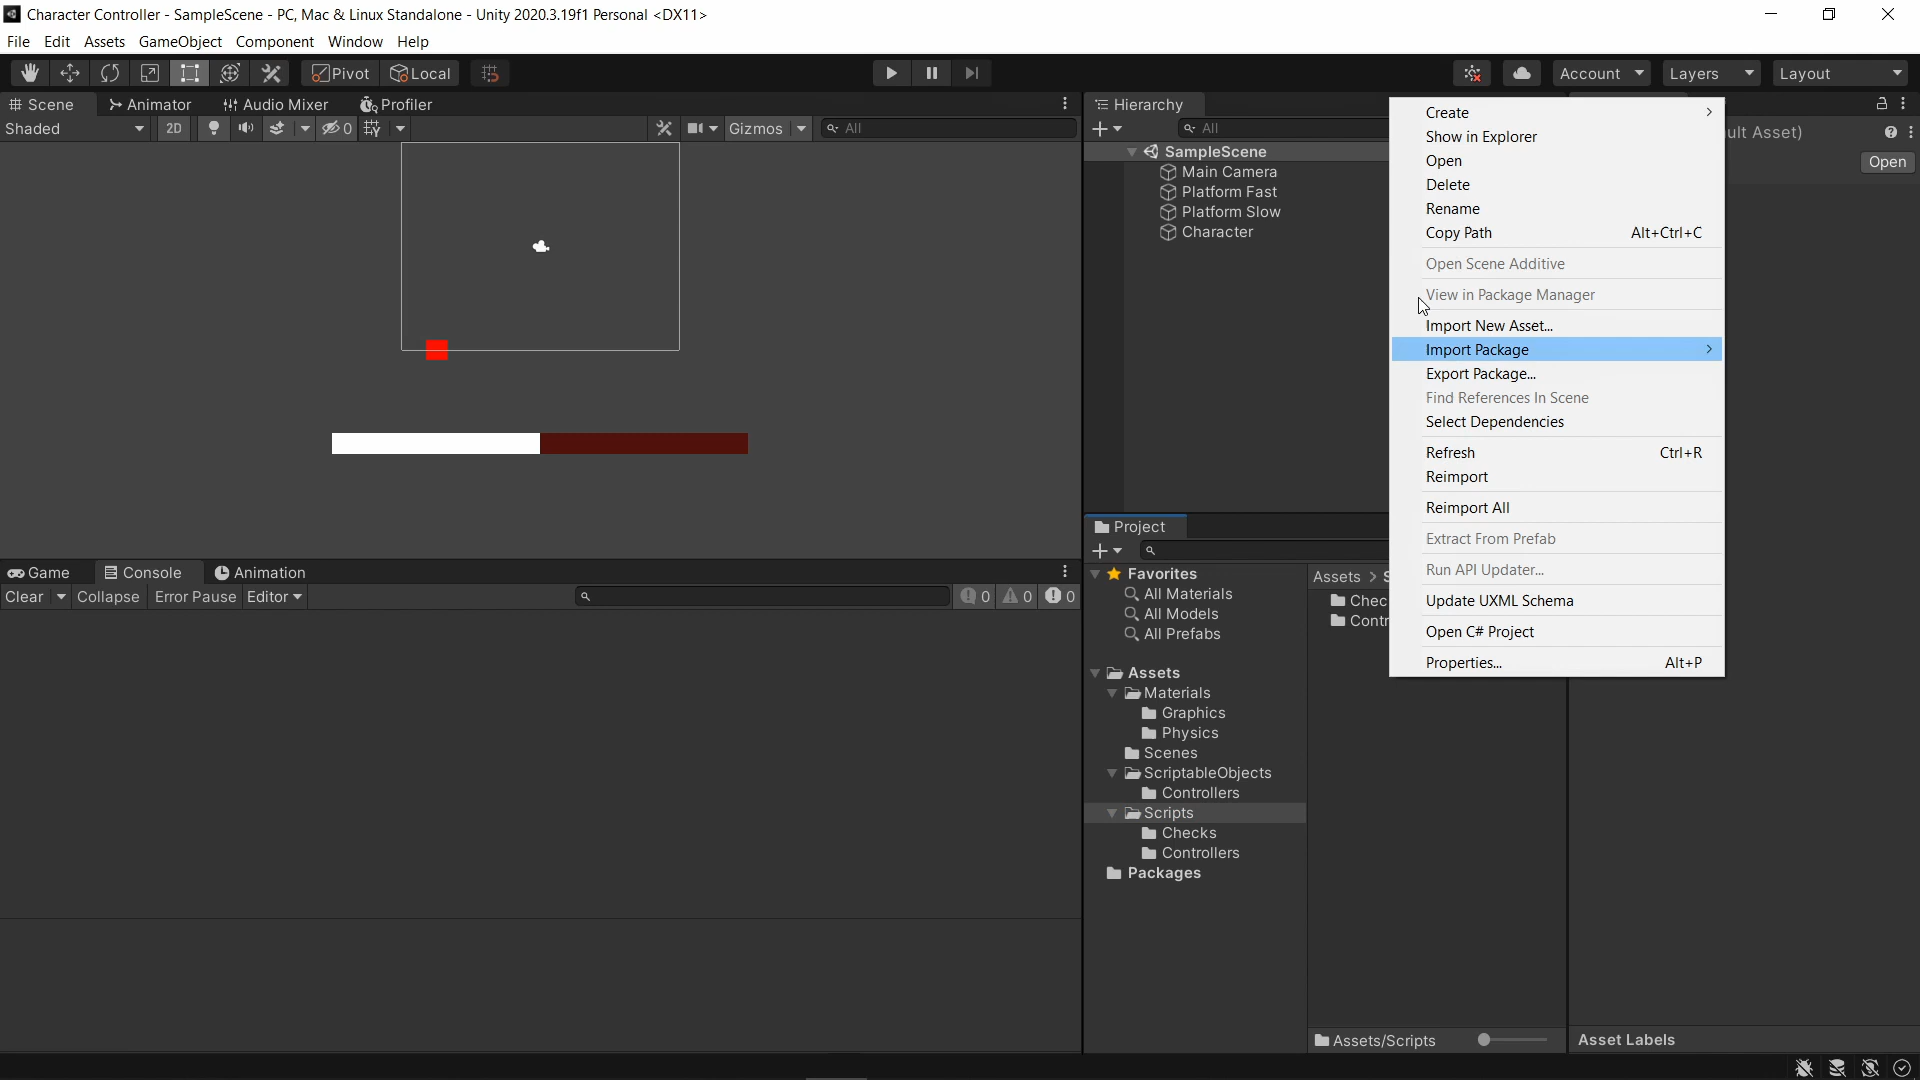 Character Controller - SampleScene - PC, Mac & Linux Standalone - Unity 2020.3.19f1 Personal <DX11>
File Edit Assets GameObject Component Window Help
Pivot Local Account Layers Layout
Scene Animator Audio Mixer Profiler
Shaded 2D 0 Gizmos All
Hierarchy
All
SampleScene
Main Camera
Platform Fast
Platform Slow
Character
Create
Show in Explorer
Open
Delete
Rename
Copy Path Alt+Ctrl+C
Open Scene Additive
View in Package Manager
Import New Asset...
Import Package
Export Package...
Find References In Scene
Select Dependencies
Refresh Ctrl+R
Reimport
Reimport All
Extract From Prefab
Run API Updater...
Update UXML Schema
Open C# Project
Properties... Alt+P
ult Asset)
Open
Game Console Animation
Clear Collapse Error Pause Editor 0 0 0
Project
Favorites
All Materials
All Models
All Prefabs
Assets
Materials
Graphics
Physics
Scenes
ScriptableObjects
Controllers
Scripts
Checks
Controllers
Packages
Assets > S
Chec
Contr
Assets/Scripts
Asset Labels